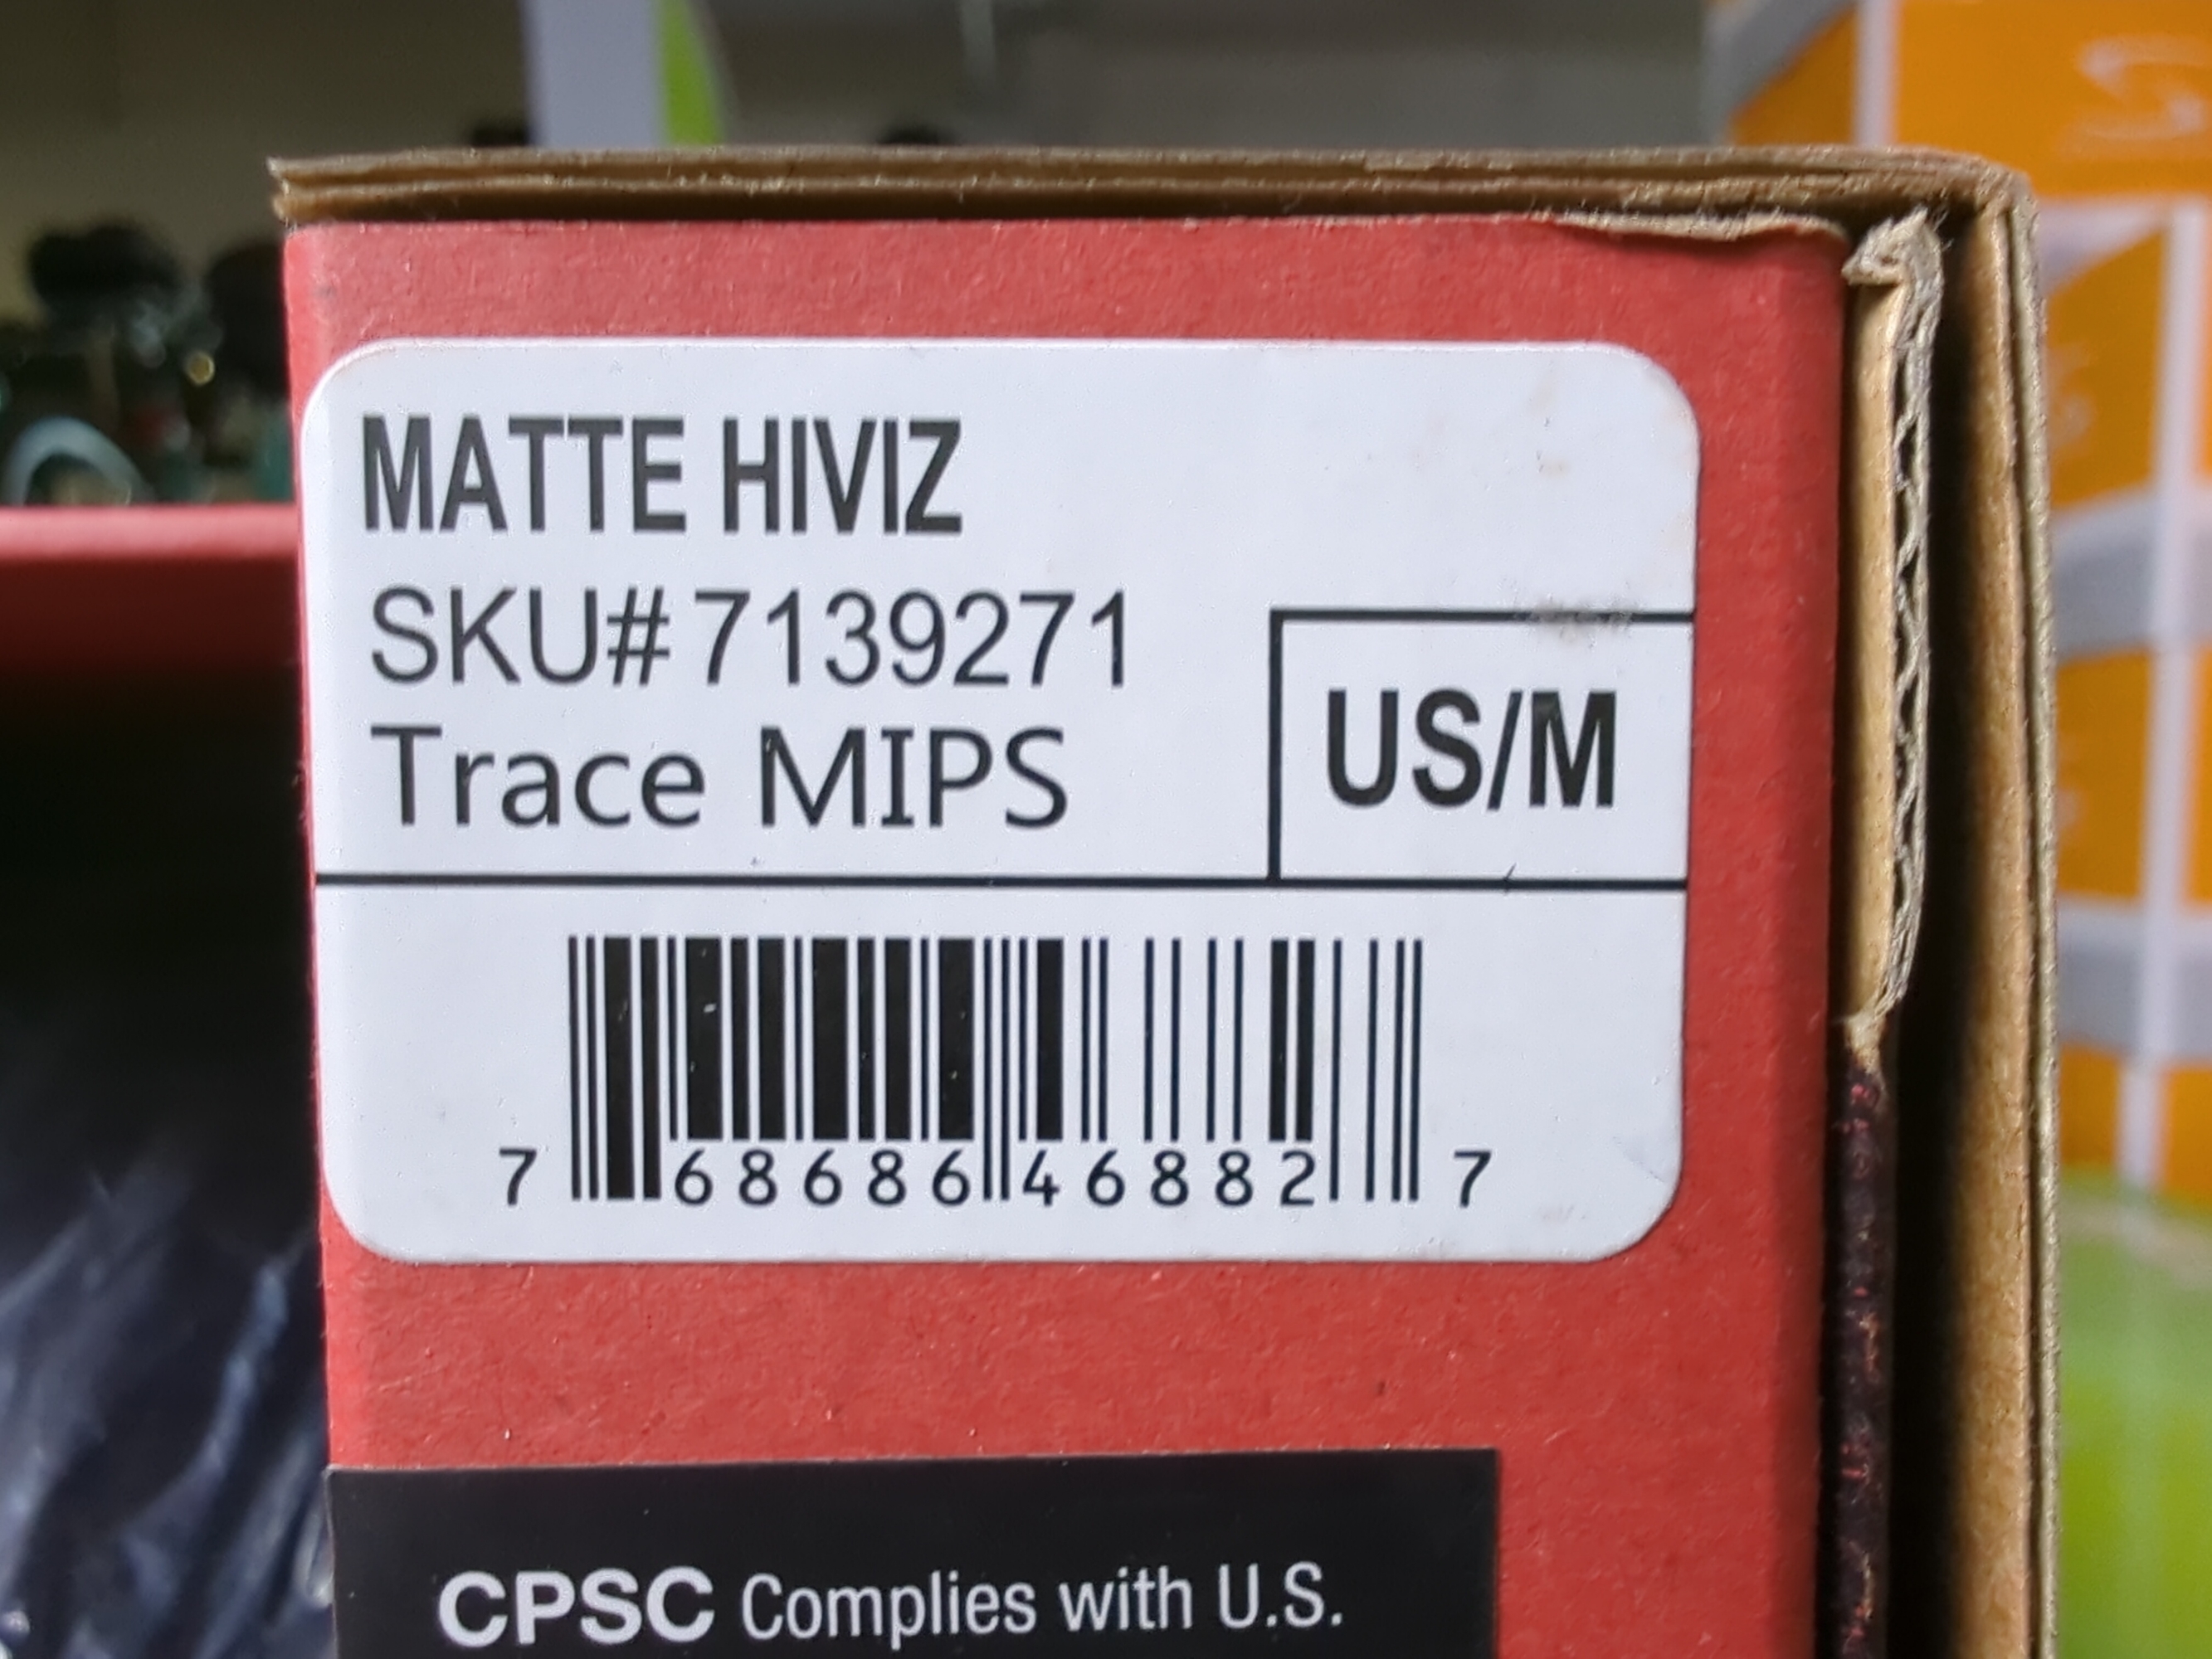 MATTE HIVIZ
SKU# 7139271
Trace MIPS
US/M
7 68686 46882 7
CPSC Complies with U.S.